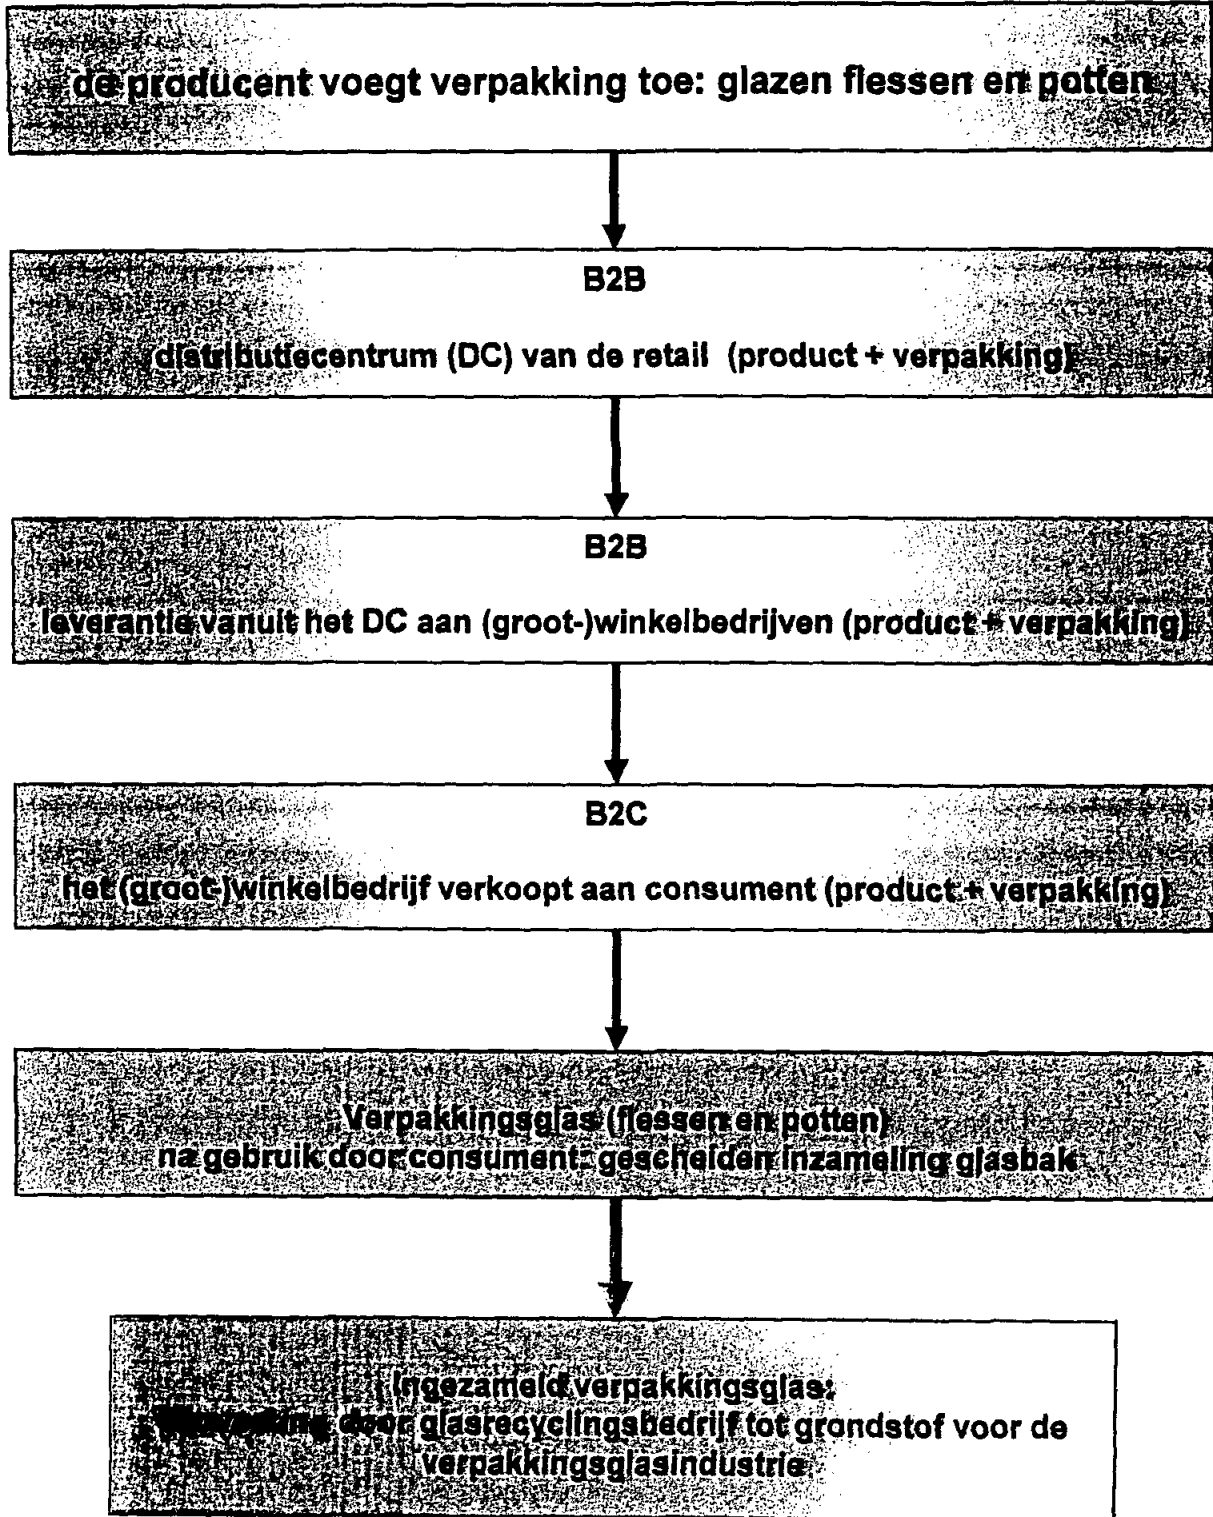 de producent voegt verpakking toe: glazen flessen en potten
B2B
distributiecentrum (DC) van de retail (product + verpakking)
B2B
leverantie vanuit het DC aan (groot-)winkelbedrijven (product + verpakking)
B2C
het (groot-)winkelbedrijf verkoopt aan consument (product + verpakking)
Verpakkingsglas (flessen en potten)
na gebruik door consument: gescheiden inzameling glasbak
Ingezameld verpakkingsglas:
door glasrecyclingsbedrijf tot grondstof voor de
verpakkingsglasindustrie